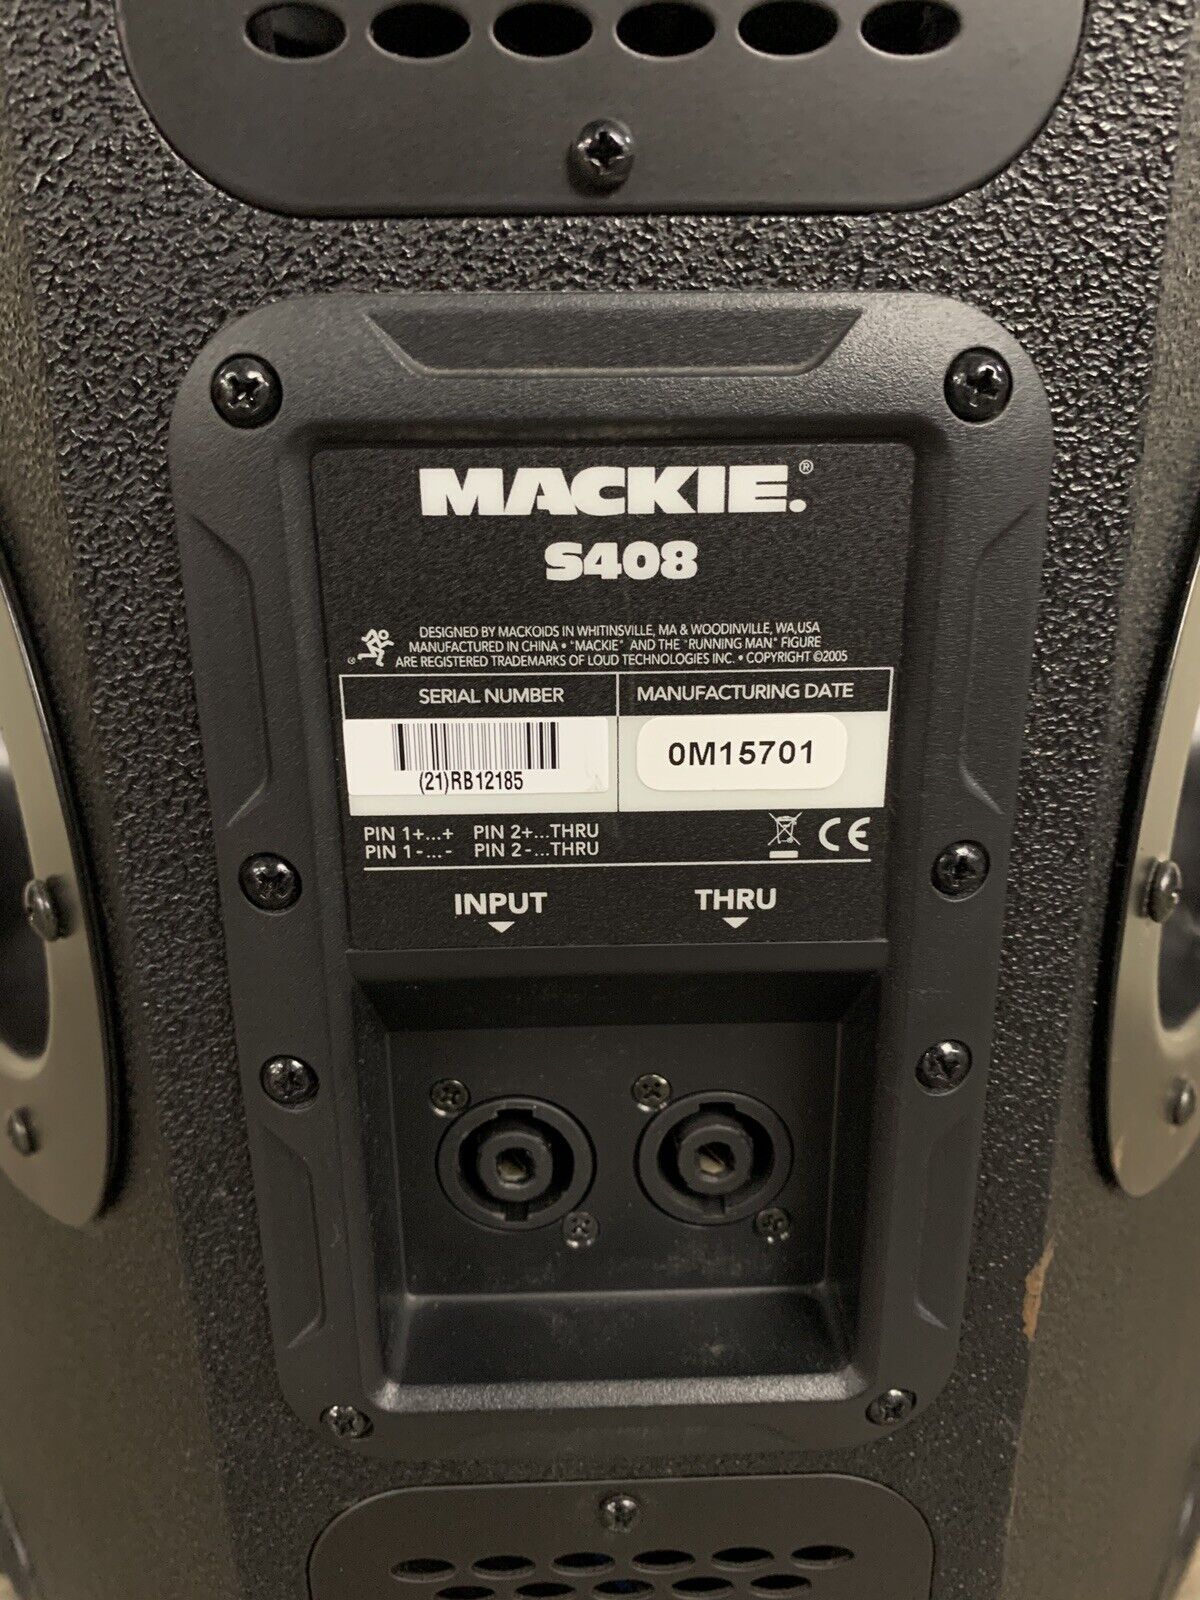 MACKIE.®
S408
DESIGNED BY MACKOIDS IN WHITINSVILLE, MA & WOODINVILLE, WA,USA
MANUFACTURED IN CHINA • "MACKIE" AND THE "RUNNING MAN" FIGURE
® ARE REGISTERED TRADEMARKS OF LOUD TECHNOLOGIES INC. • COPYRIGHT ©2005
SERIAL NUMBER MANUFACTURING DATE
(21)RB12185 0M15701
PIN 1+...+ PIN 2+...THRU
PIN 1-...- PIN 2-...THRU
CE
INPUT THRU